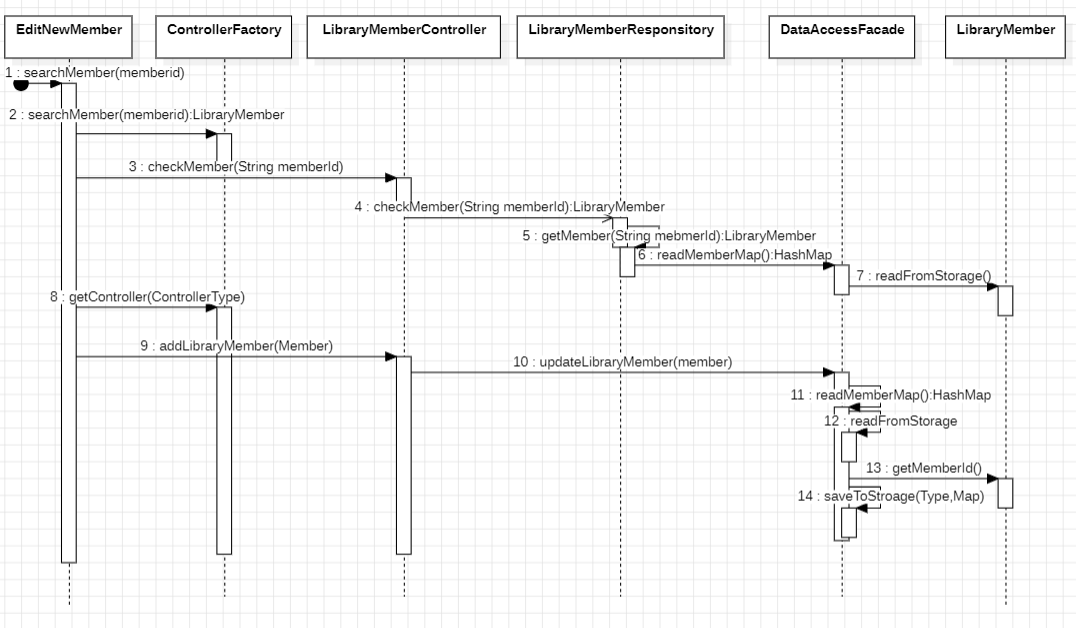 EditNewMember
ControllerFactory
LibraryMemberController
LibraryMemberResponsitory
DataAccessFacade
LibraryMember
1 : searchMember(memberid)
2 : searchMember(memberid):LibraryMember
3 : checkMember(String memberId)
4 : checkMember(String memberId):LibraryMember
5 : getMember(String mebmerId):LibraryMember
6 : readMemberMap():HashMap
7 : readFromStorage()
8 : getController(ControllerType)
9 : addLibraryMember(Member)
10 : updateLibraryMember(member)
11 : readMemberMap():HashMap
12 : readFromStorage
13 : getMemberId()
14 : saveToStroage(Type,Map)